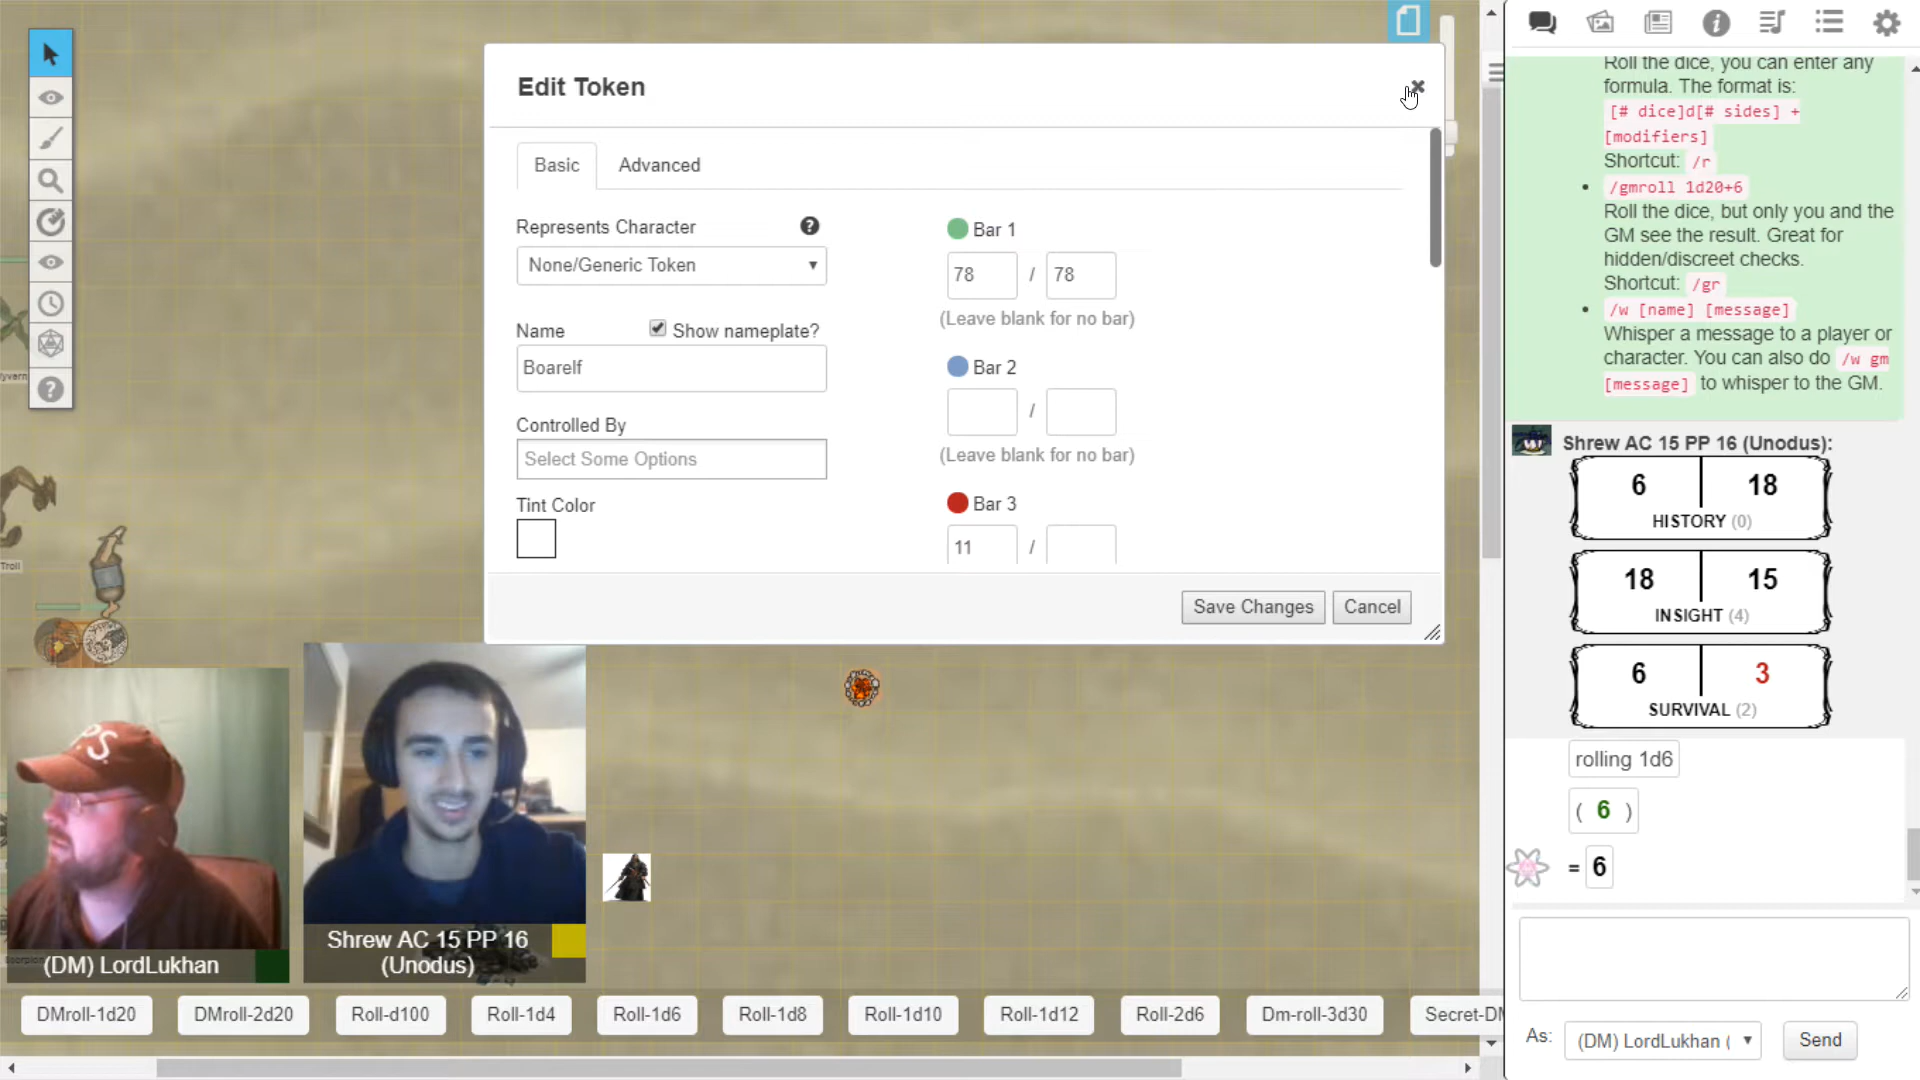 Edit Token
Basic
Advanced
Represents Character
None/Generic Token
Name
Show nameplate?
Boarelf
Controlled By
Select Some Options
Tint Color
Bar 1
78 / 78
(Leave blank for no bar)
Bar 2
/
(Leave blank for no bar)
Bar 3
11 /
Save Changes
Cancel
Troll
(DM) LordLukhan
Shrew AC 15 PP 16
(Unodus)
DMroll-1d20
DMroll-2d20
Roll-d100
Roll-1d4
Roll-1d6
Roll-1d8
Roll-1d10
Roll-1d12
Roll-2d6
Dm-roll-3d30
Secret-DM
Roll the dice, you can enter any
formula. The format is:
[# dice]d[# sides] +
[modifiers]
Shortcut: /r
• /gmroll 1d20+6
Roll the dice, but only you and the
GM see the result. Great for
hidden/discreet checks.
Shortcut: /gr
• /w [name] [message]
Whisper a message to a player or
character. You can also do /w gm
[message] to whisper to the GM.
Shrew AC 15 PP 16 (Unodus):
6 18
HISTORY (0)
18 15
INSIGHT (4)
6 3
SURVIVAL (2)
rolling 1d6
( 6 )
= 6
As:
(DM) LordLukhan (
Send